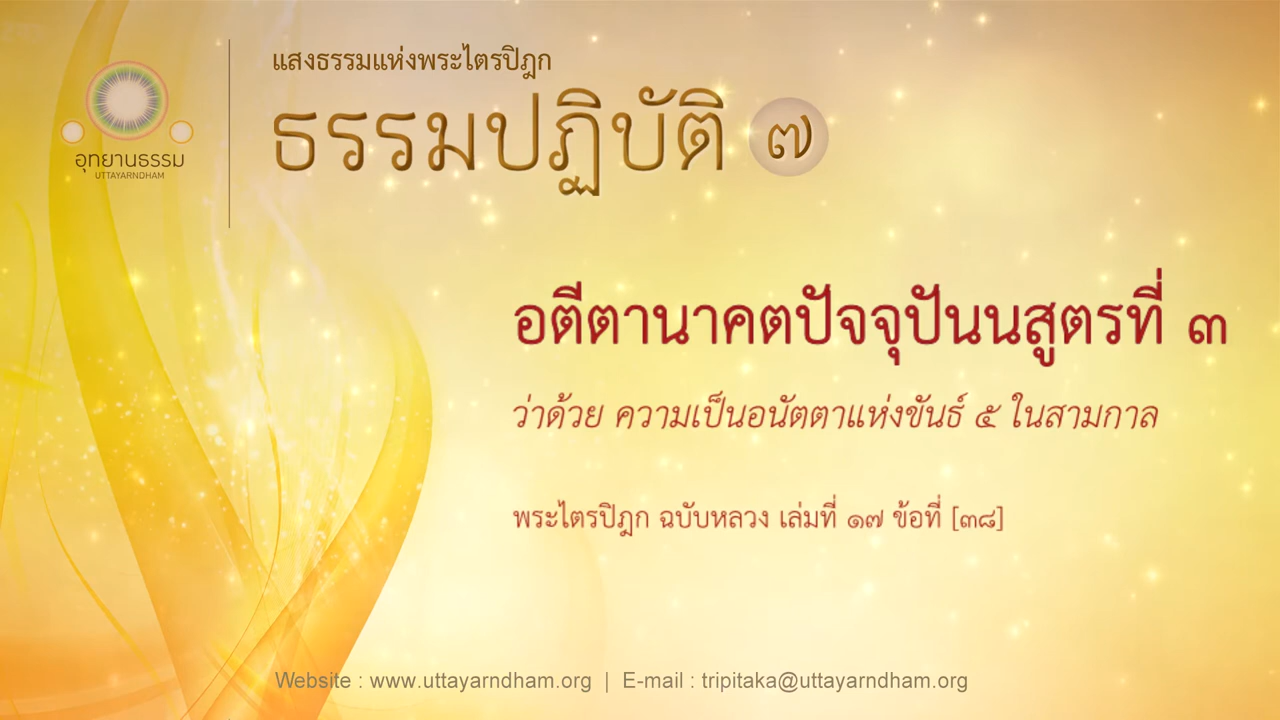 แสงธรรมแห่งพระไตรปิฎก
ธรรมปฏิบัติ ๗
อุทยานธรรม
UTTAYARNDHAM
อตีตานาคตปัจจุปันนสูตรที่ ๓
ว่าด้วย ความเป็นอนัตตาแห่งขันธ์ ๕ ในสามกาล
พระไตรปิฎก ฉบับหลวง เล่มที่ ๑๗ ข้อที่ [๓๘]
Website : www.uttayarndham.org | E-mail : tripitaka@uttayarndham.org